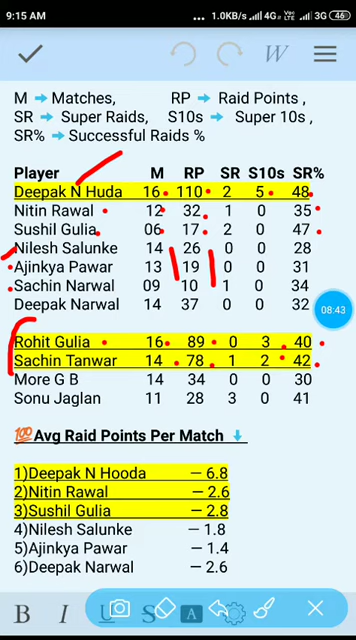 9:15 AM ... 1.0KB/s 4G Vo LTE 3G 46
W
M ➡ Matches, RP ➡ Raid Points ,
SR ➡ Super Raids, S10s ➡ Super 10s ,
SR% ➡ Successful Raids %
Player M RP SR S10s SR%
Deepak N Huda 16 110 2 5 48
Nitin Rawal 12 32 1 0 35
Sushil Gulia 06 17 2 0 47
Nilesh Salunke 14 26 0 0 28
Ajinkya Pawar 13 19 0 0 31
Sachin Narwal 09 10 1 0 34
Deepak Narwal 14 37 0 0 32
08:43
Rohit Gulia 16 89 0 3 40
Sachin Tanwar 14 78 1 2 42
More G B 14 34 0 0 30
Sonu Jaglan 11 28 3 0 41
💯Avg Raid Points Per Match ⬇
1)Deepak N Hooda – 6.8
2)Nitin Rawal – 2.6
3)Sushil Gulia – 2.8
4)Nilesh Salunke – 1.8
5)Ajinkya Pawar – 1.4
6)Deepak Narwal – 2.6
B I U S A